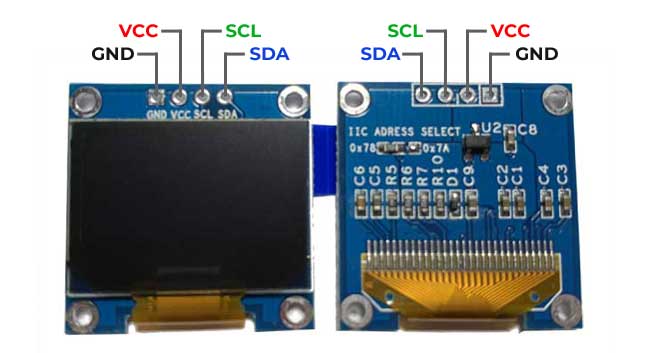 VCC SCL
GND SDA
GND VCC SCL SDA
SCL VCC
SDA GND
IIC ADRESS SELECT
0x78 0x7A
U2
C8
C6 C5 R5 R6 R7 R10 D1 C9 C2 C1 C4 C3